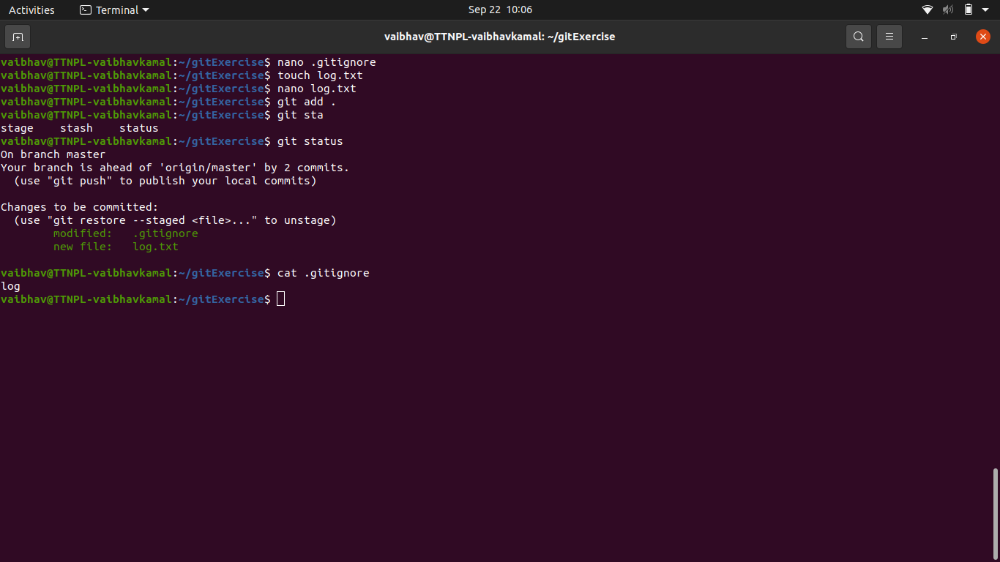 Activities Terminal Sep 22 10:06
vaibhav@TTNPL-vaibhavkamal: ~/gitExercise
vaibhav@TTNPL-vaibhavkamal:~/gitExercise$ nano .gitignore
vaibhav@TTNPL-vaibhavkamal:~/gitExercise$ touch log.txt
vaibhav@TTNPL-vaibhavkamal:~/gitExercise$ nano log.txt
vaibhav@TTNPL-vaibhavkamal:~/gitExercise$ git add .
vaibhav@TTNPL-vaibhavkamal:~/gitExercise$ git sta
stage    stash    status
vaibhav@TTNPL-vaibhavkamal:~/gitExercise$ git status
On branch master
Your branch is ahead of 'origin/master' by 2 commits.
  (use "git push" to publish your local commits)

Changes to be committed:
  (use "git restore --staged <file>..." to unstage)
        modified:   .gitignore
        new file:   log.txt

vaibhav@TTNPL-vaibhavkamal:~/gitExercise$ cat .gitignore
log
vaibhav@TTNPL-vaibhavkamal:~/gitExercise$